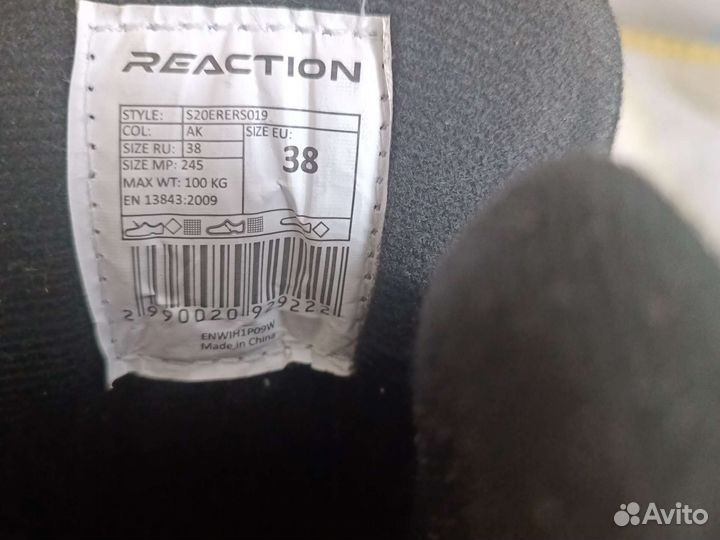 REACTION
STYLE: S20ERERS019
COL: AK SIZE EU:
SIZE RU: 38 38
SIZE MP: 245
MAX WT: 100 KG
EN 13843:2009
2 990020 929222
ENWIH1P09W
Made in China
Avito